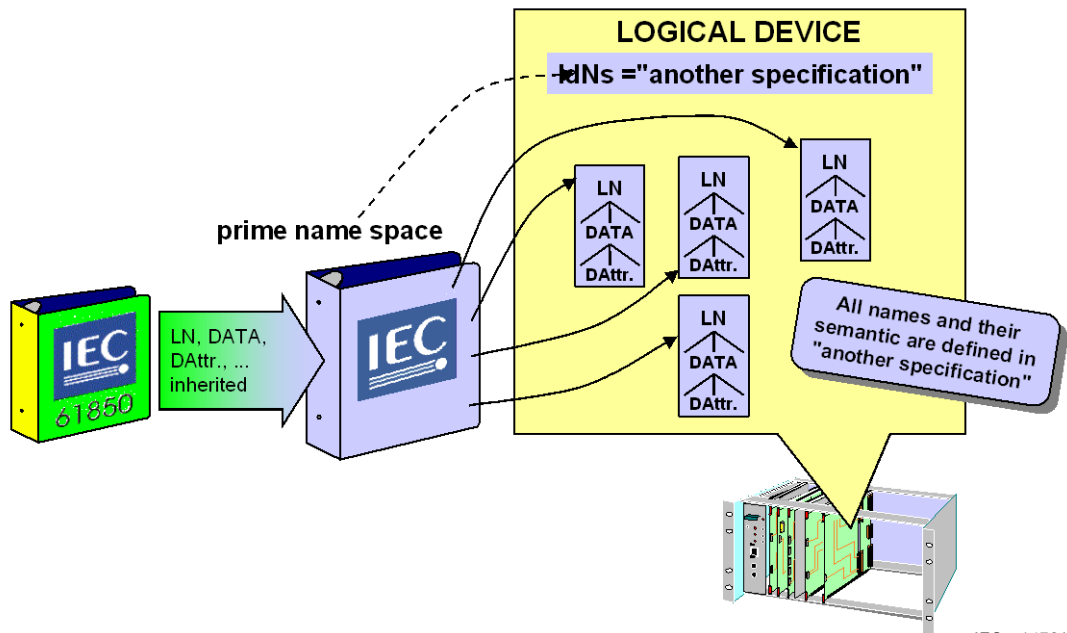 LOGICAL DEVICE
ldNs ="another specification"
prime name space
LN
DATA
DAttr.
LN
DATA
DAttr.
LN
DATA
DAttr.
LN
DATA
DAttr.
IEC
61850
LN, DATA,
DAttr., ...
inherited
IEC
All names and their
semantic are defined in
"another specification"